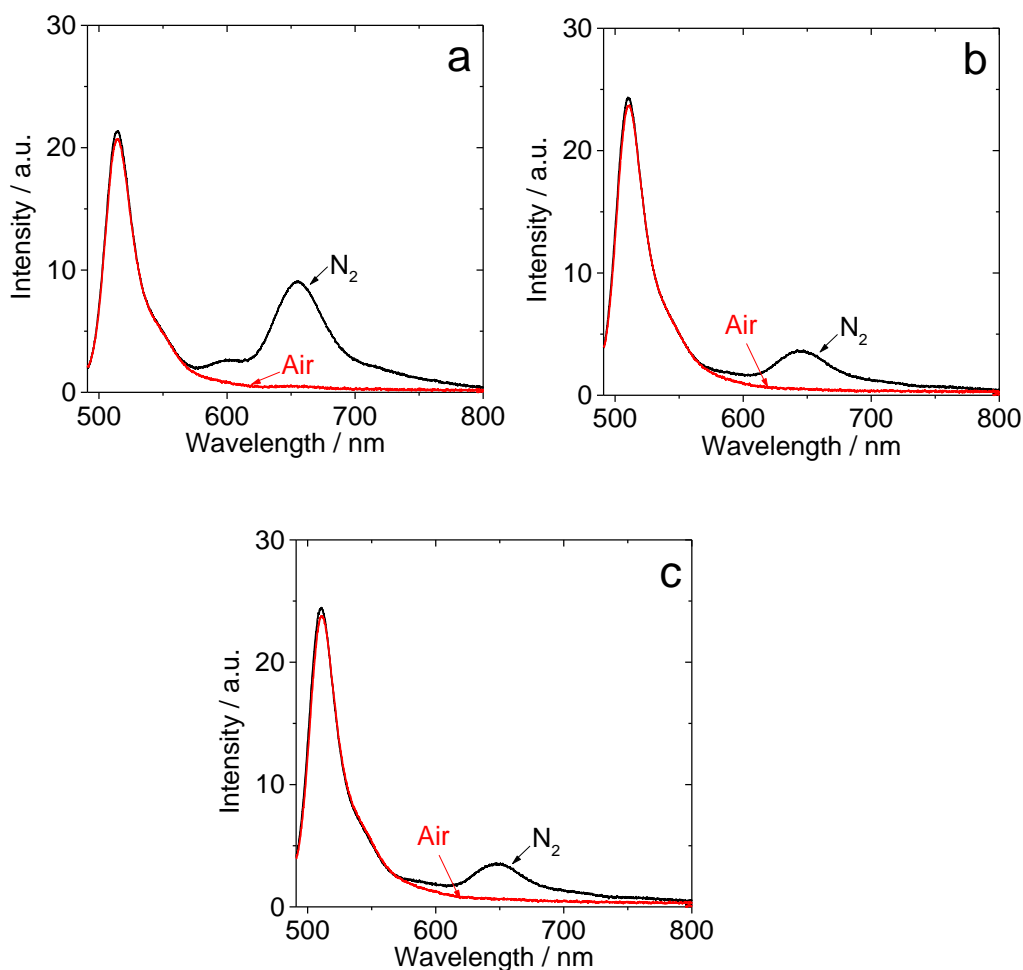 a
30
20
10
0
Intensity / a.u.
N₂
Air
500 600 700 800
Wavelength / nm
b
30
20
10
0
Intensity / a.u.
Air
N₂
500 600 700 800
Wavelength / nm
c
30
20
10
0
Intensity / a.u.
Air
N₂
500 600 700 800
Wavelength / nm